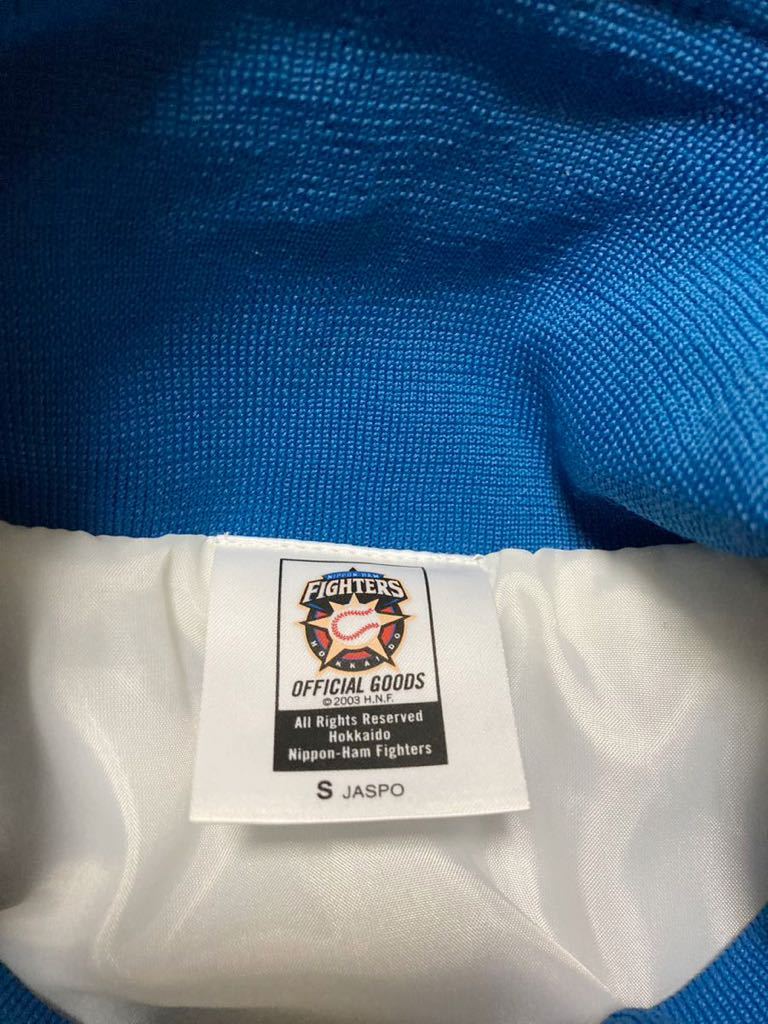 NIPPON-HAM
FIGHTERS
HOKKAIDO
OFFICIAL GOODS
©2003 H.N.F.
All Rights Reserved
Hokkaido
Nippon-Ham Fighters
S JASPO